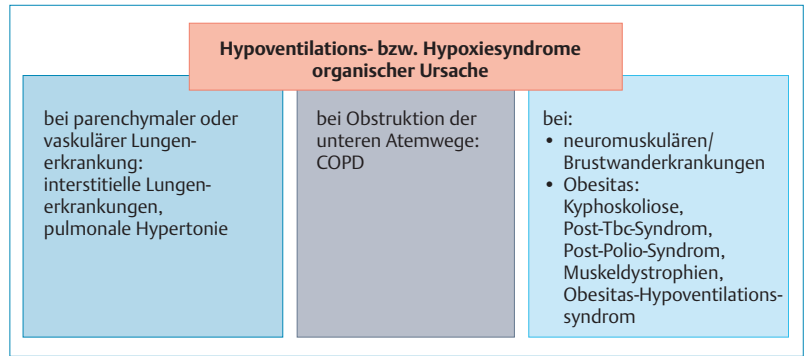 Hypoventilations- bzw. Hypoxiesyndrome
organischer Ursache
bei parenchymaler oder
vaskulärer Lungen-
erkrankung:
interstitielle Lungen-
erkrankungen,
pulmonale Hypertonie
bei Obstruktion der
unteren Atemwege:
COPD
bei:
• neuromuskulären/
Brustwanderkrankungen
• Obesitas:
Kyphoskoliose,
Post-Tbc-Syndrom,
Post-Polio-Syndrom,
Muskeldystrophien,
Obesitas-Hypoventilations-
syndrom